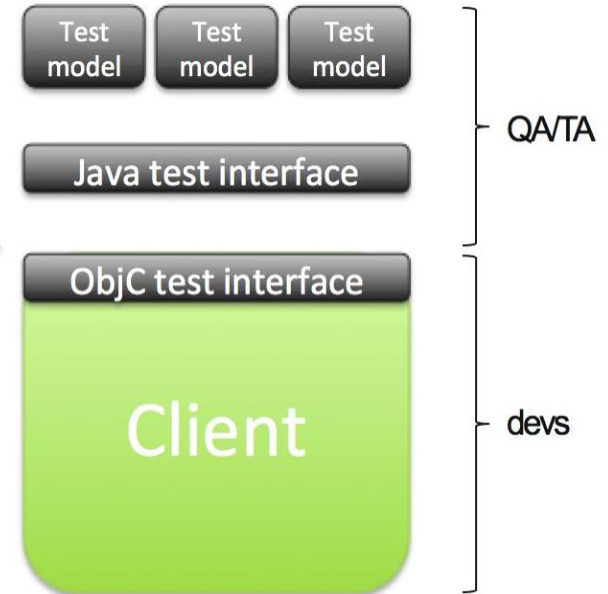 Test
model
Test
model
Test
model
QA/TA
Java test interface
ObjC test interface
Client
devs